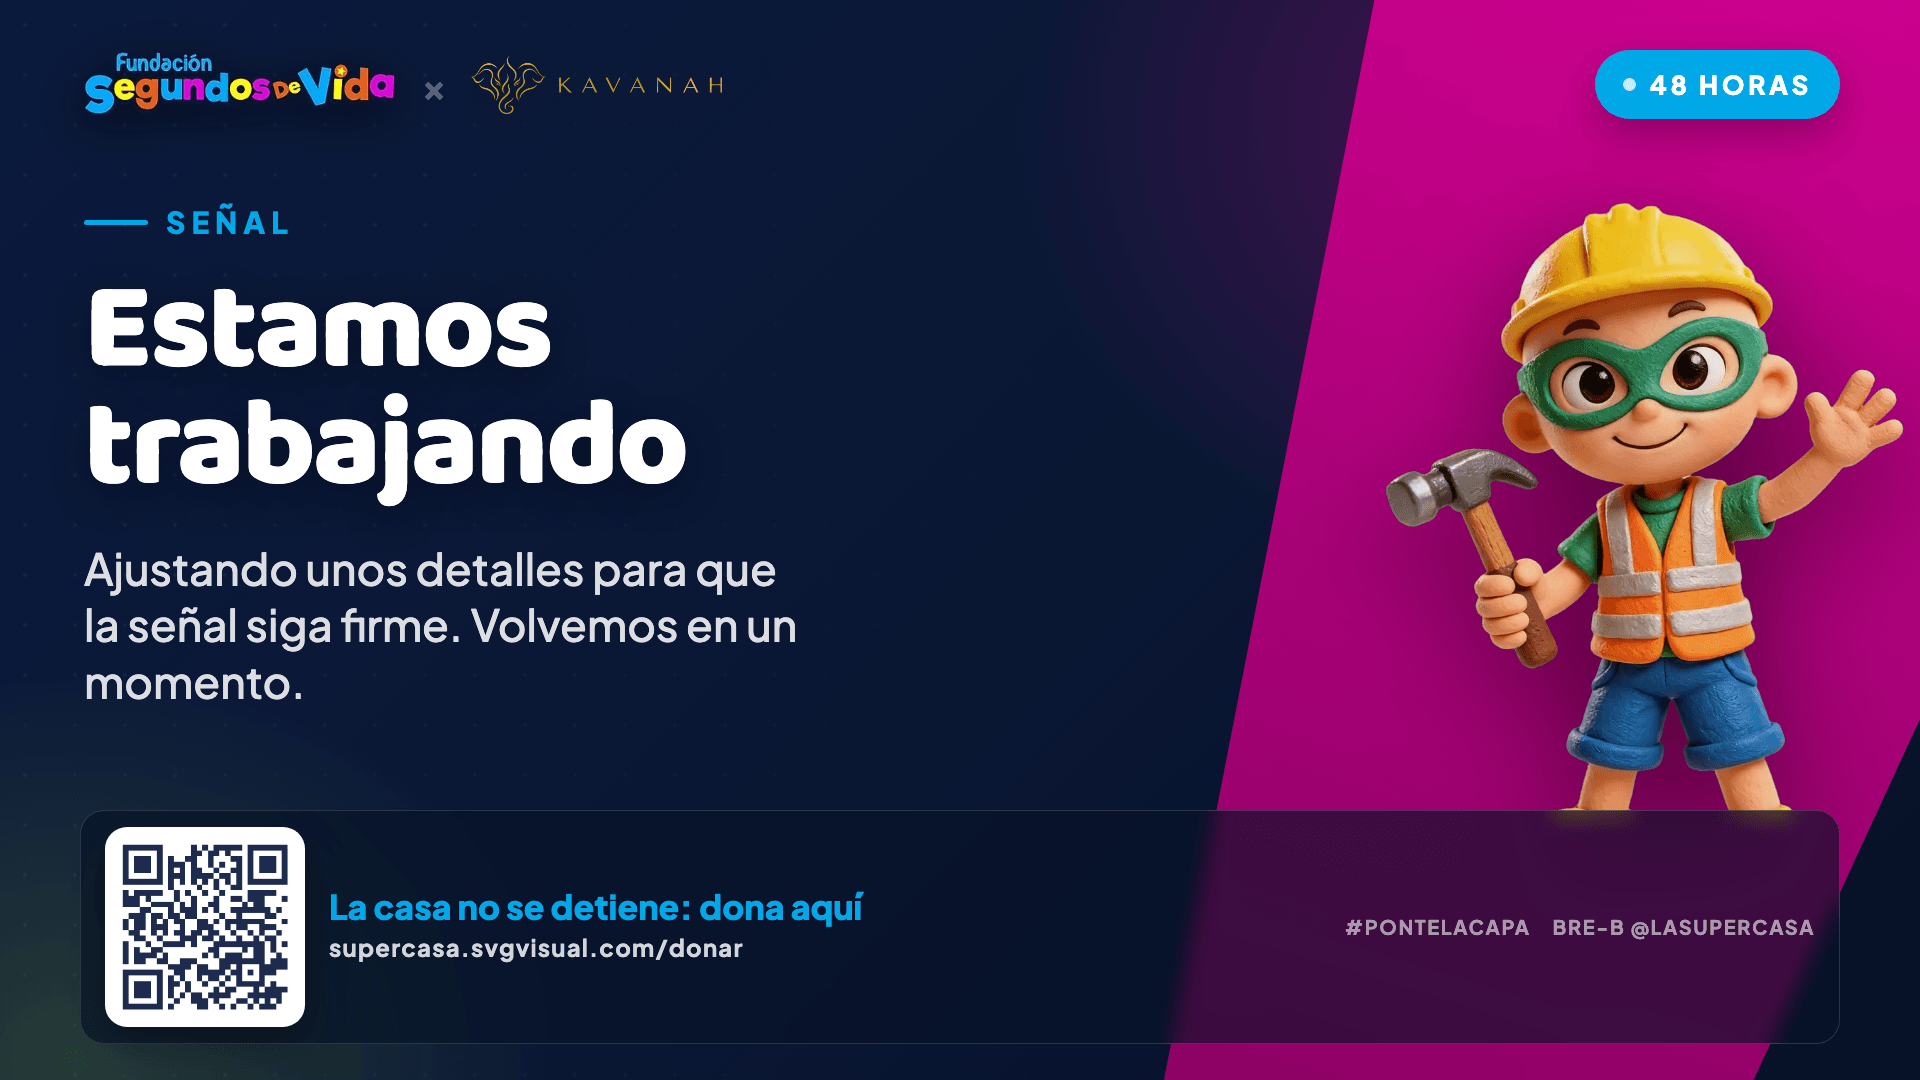 Fundación
Segundos de Vida
×
KAVANAH
48 HORAS
SEÑAL
Estamos
trabajando
Ajustando unos detalles para que
la señal siga firme. Volvemos en un
momento.
La casa no se detiene: dona aquí
supercasa.svgvisual.com/donar
#PONTELACAPA BRE-B @LASUPERCASA